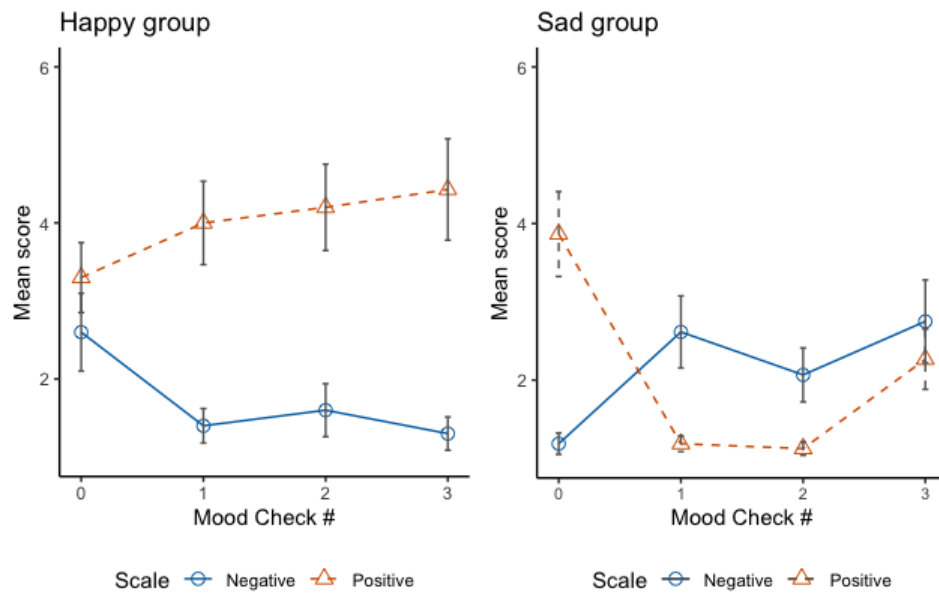 Happy group
6
4
2
Mean score
0 1 2 3
Mood Check #
Scale Negative Positive
Sad group
6
4
2
Mean score
0 1 2 3
Mood Check #
Scale Negative Positive